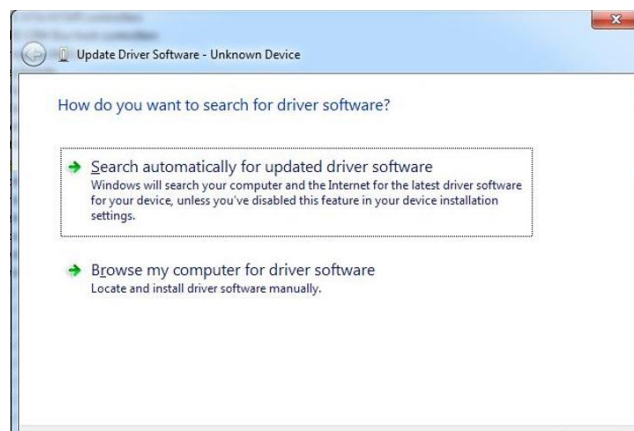 Update Driver Software - Unknown Device
How do you want to search for driver software?
Search automatically for updated driver software
Windows will search your computer and the Internet for the latest driver software
for your device, unless you've disabled this feature in your device installation
settings.
Browse my computer for driver software
Locate and install driver software manually.